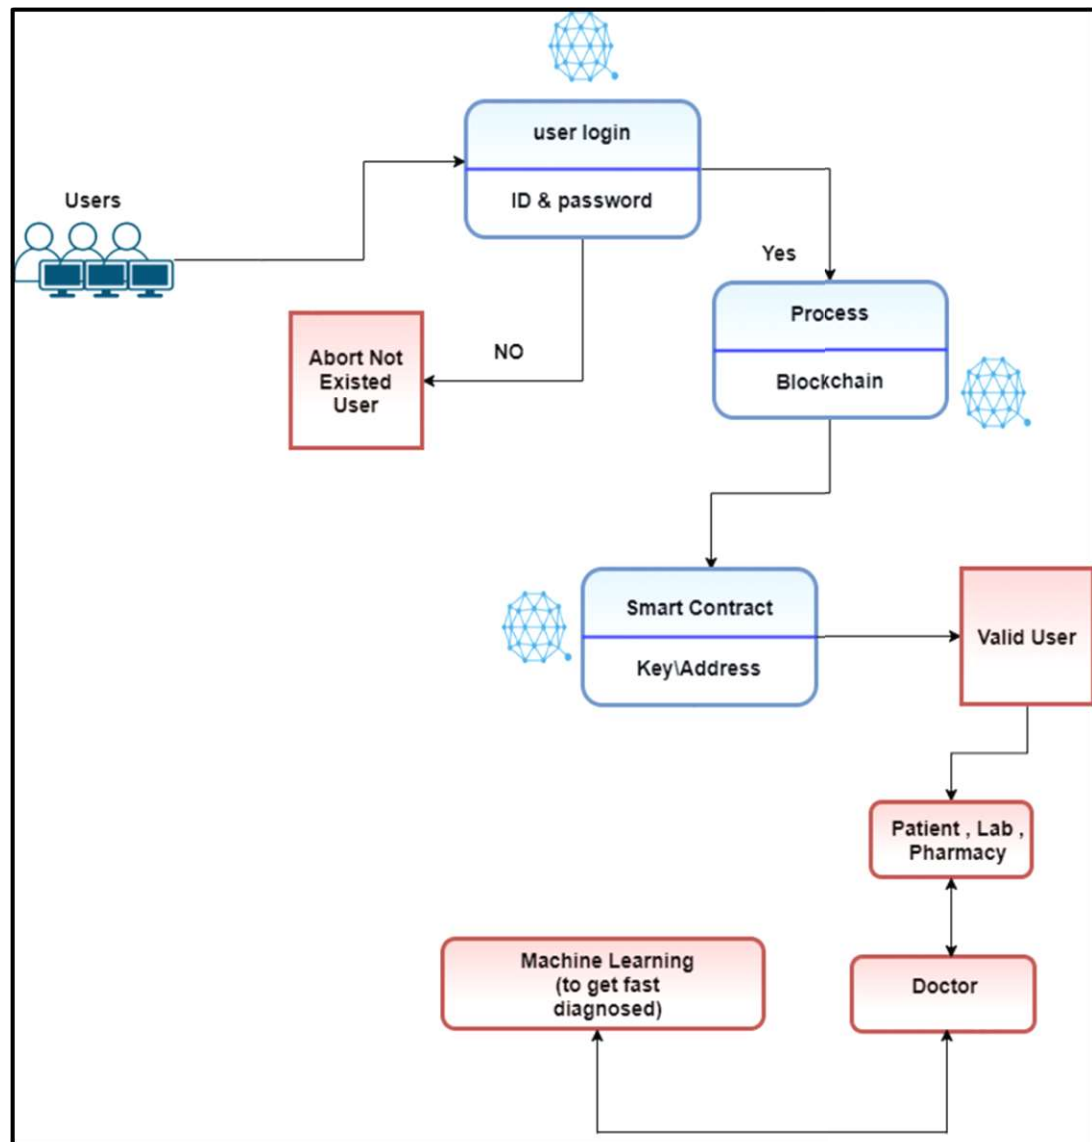 user login
ID & password
Users
Yes
Process
Blockchain
NO
Abort Not
Existed
User
Smart Contract
Key\Address
Valid User
Patient , Lab ,
Pharmacy
Machine Learning
(to get fast
diagnosed)
Doctor